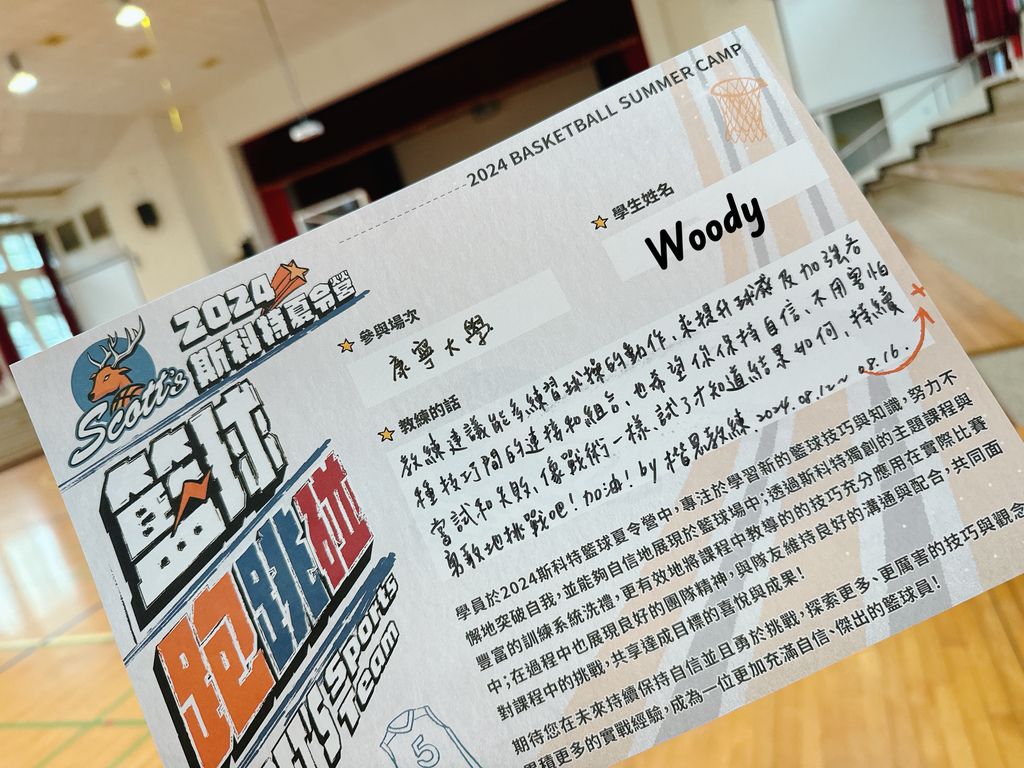 2024 BASKETBALL SUMMER CAMP
2024
斯科特夏令營
Scott's
籃球
跑跳碰
Scott's Sports
Team
5
參與場次
康寧大學
學生姓名
Woody
教練的話
教練建議能多練習球操的動作,來提升球感及加強各
種技巧間的連接和組合,也希望你保持自信、不用害怕
嘗試和失敗,像戰術一樣,試了才知道結果如何,持續
勇敢地挑戰吧!加油!by 楷恩教練 2024.08.12~08.16.
學員於2024斯科特籃球夏令營中,專注於學習新的籃球技巧與知識,努力不
懈地突破自我,並能夠自信地展現於籃球場中;透過斯科特獨創的主題課程與
豐富的訓練系統洗禮,更有效地將課程中教導的的技巧充分應用在實際比賽
中;在過程中也展現良好的團隊精神,與隊友維持良好的溝通與配合,共同面
對課程中的挑戰,共享達成目標的喜悅與成果!
期待您在未來持續保持自信並且勇於挑戰,探索更多、更厲害的技巧與觀念
累積更多的實戰經驗,成為一位更加充滿自信、傑出的籃球員!